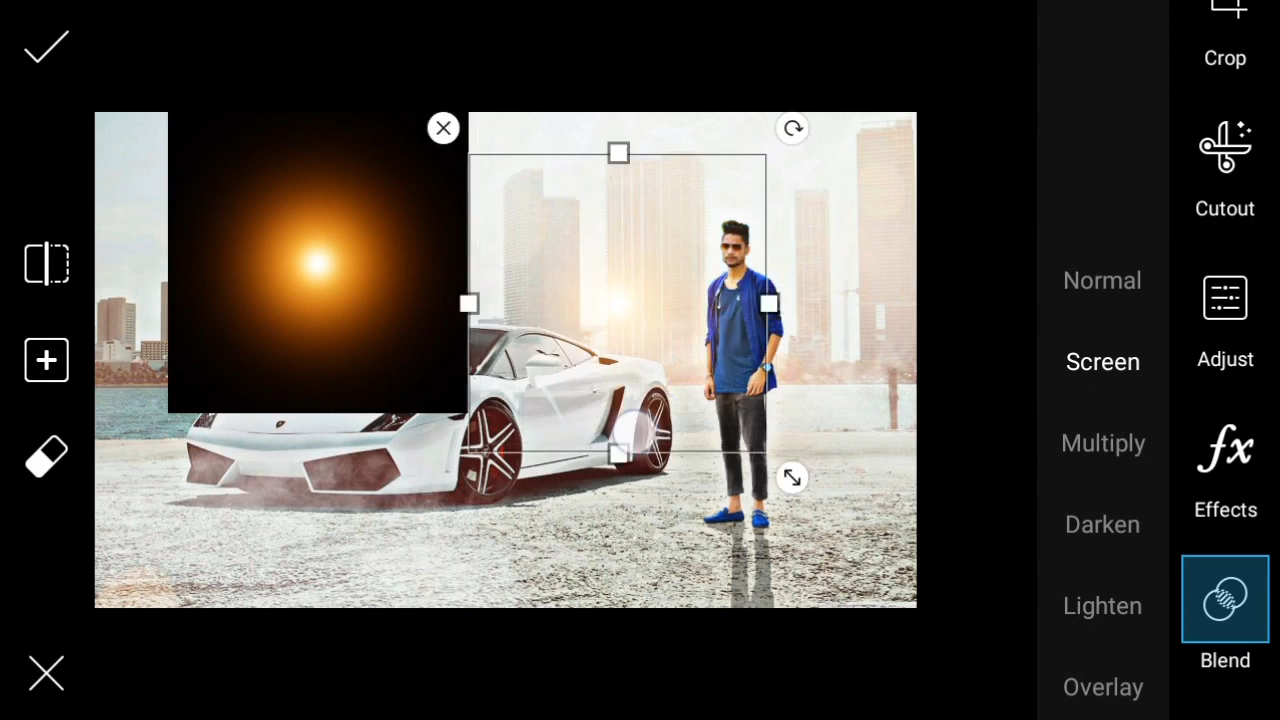 Crop
Cutout
Normal
Screen
Adjust
Multiply
Effects
Darken
Lighten
Blend
Overlay